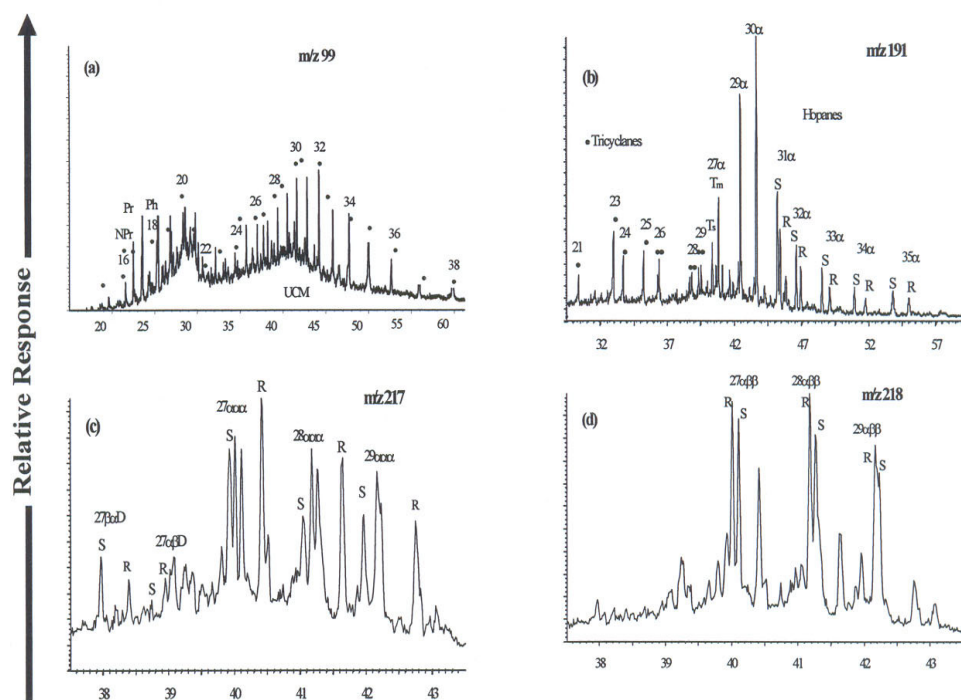 Relative Response
(a)
m/z 99
Pr
NPr
16
Ph
18
20
22
24
26
28
30
32
34
36
38
UCM
20 25 30 35 40 45 50 55 60
(b)
m/z 191
• Tricyclanes
Hopanes
21
23
24
25
26
28
29
Ts
27α
Tm
29α
30α
31α
S
R
32α
S
R
33α
S
R
34α
S
R
35α
S
R
32 37 42 47 52 57
(c)
m/z 217
27βαD
S
R
27αβD
S
R
27ααα
S
R
28ααα
S
R
29ααα
S
R
38 39 40 41 42 43
(d)
m/z 218
27αββ
R
S
28αββ
R
S
29αββ
R
S
38 39 40 41 42 43